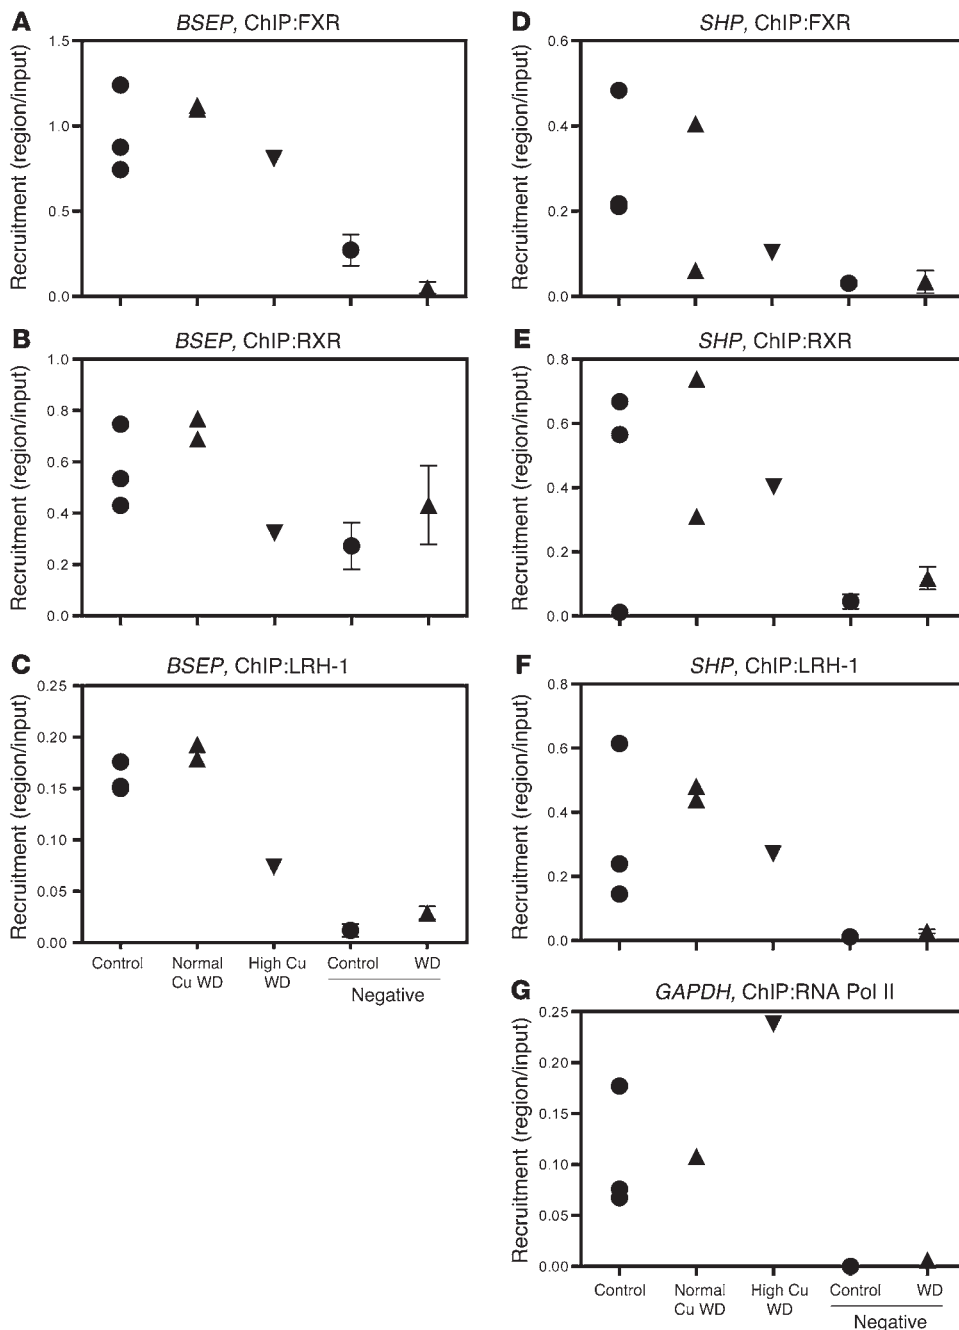 A
BSEP, ChIP:FXR
Recruitment (region/input)
1.5
1.0
0.5
0.0
B
BSEP, ChIP:RXR
Recruitment (region/input)
1.0
0.8
0.6
0.4
0.2
0.0
C
BSEP, ChIP:LRH-1
Recruitment (region/input)
0.25
0.20
0.15
0.10
0.05
0.00
Control
Normal
Cu WD
High Cu
WD
Control
WD
Negative
D
SHP, ChIP:FXR
Recruitment (region/input)
0.6
0.4
0.2
0.0
E
SHP, ChIP:RXR
Recruitment (region/input)
0.8
0.6
0.4
0.2
0.0
F
SHP, ChIP:LRH-1
Recruitment (region/input)
0.8
0.6
0.4
0.2
0.0
G
GAPDH, ChIP:RNA Pol II
Recruitment (region/input)
0.25
0.20
0.15
0.10
0.05
0.00
Control
Normal
Cu WD
High Cu
WD
Control
WD
Negative